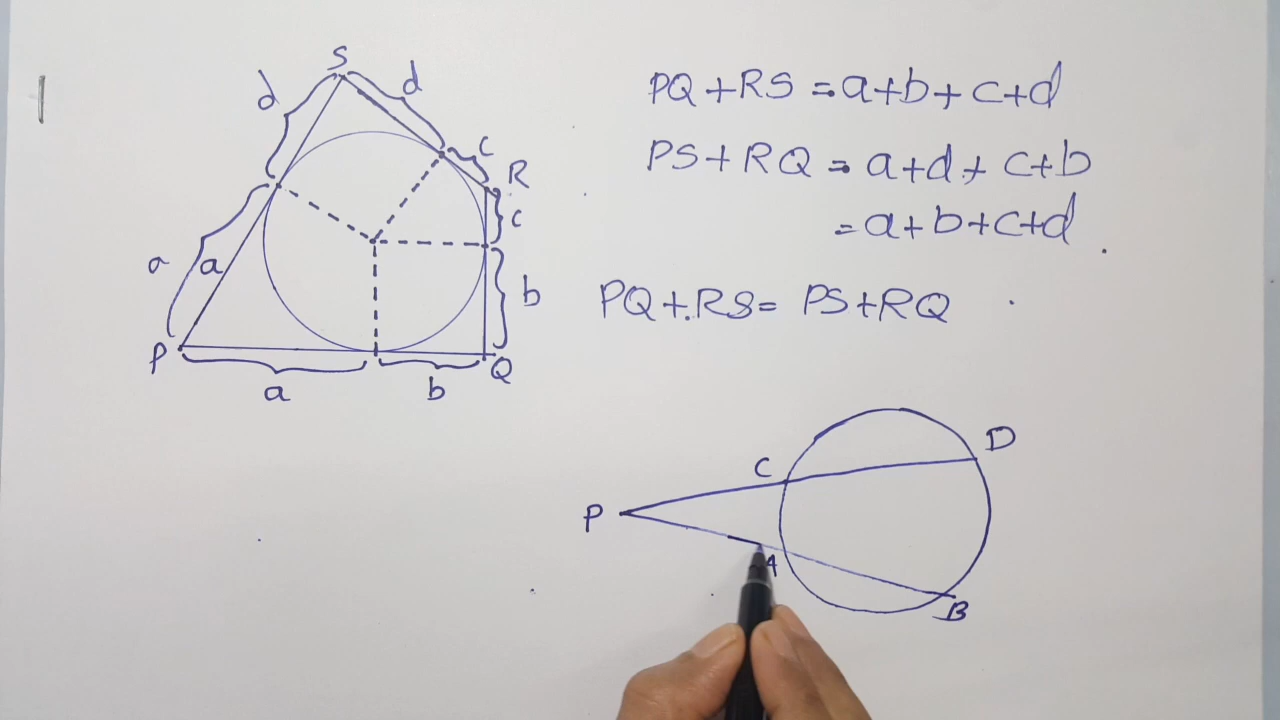 S
d
d
c
R
c
a
a
b
P
Q
a
b
PQ+RS=a+b+c+d
PS+RQ=a+d+c+b
=a+b+c+d
PQ+RS=PS+RQ
D
C
P
A
B